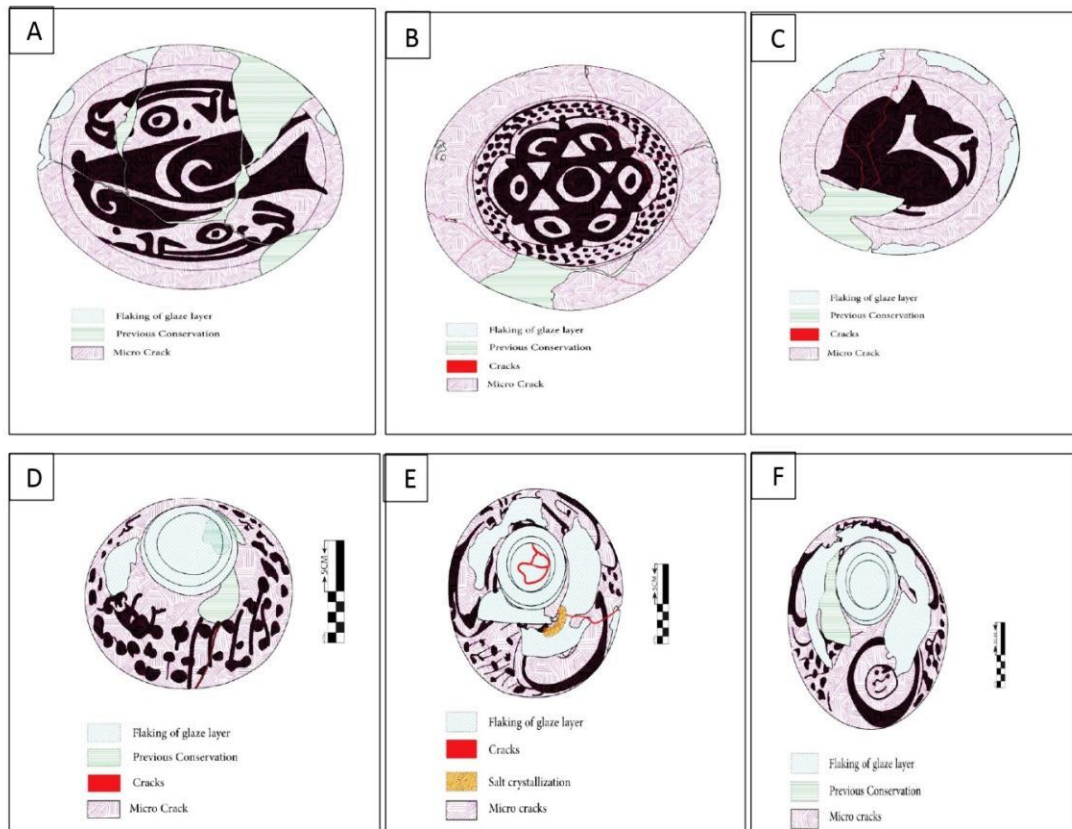 A
Flaking of glaze layer
Previous Conservation
Micro Crack
B
Flaking of glaze layer
Previous Conservation
Cracks
Micro Crack
C
Flaking of glaze layer
Previous Conservation
Cracks
Micro Crack
D
5CM
Flaking of glaze layer
Previous Conservation
Cracks
Micro Crack
E
5CM
Flaking of glaze layer
Cracks
Salt crystallization
Micro cracks
F
Flaking of glaze layer
Previous Conservation
Micro cracks